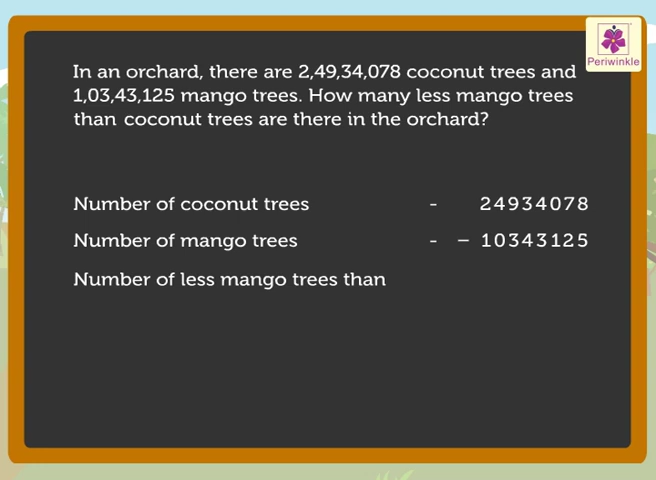 Periwinkle
In an orchard, there are 2,49,34,078 coconut trees and
1,03,43,125 mango trees. How many less mango trees
than coconut trees are there in the orchard?
Number of coconut trees - 24934078
Number of mango trees - − 10343125
Number of less mango trees than